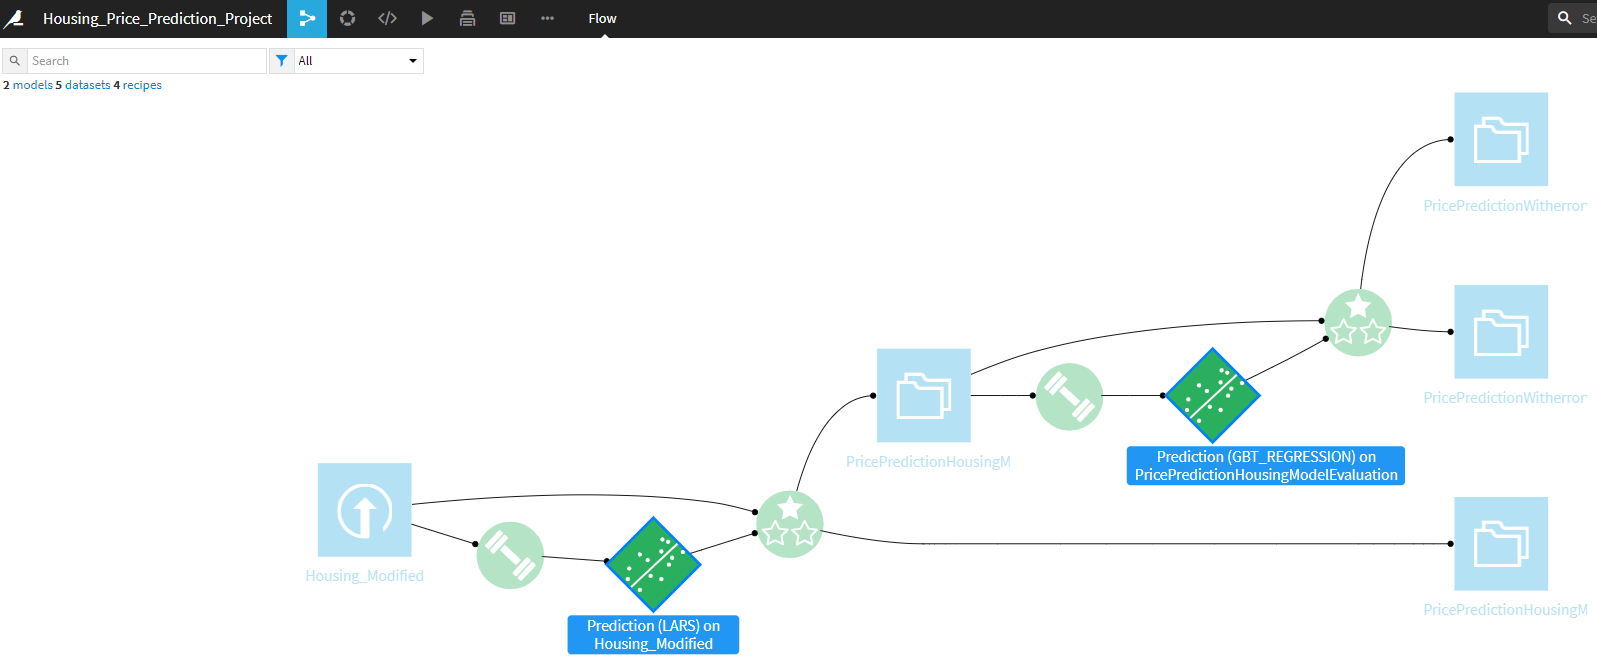 Housing_Price_Prediction_Project
Flow
Se
Search
All
2 models 5 datasets 4 recipes
PricePredictionWitherror
PricePredictionWitherror
PricePredictionHousingM
Prediction (GBT_REGRESSION) on
PricePredictionHousingModelEvaluation
Housing_Modified
Prediction (LARS) on
Housing_Modified
PricePredictionHousingM